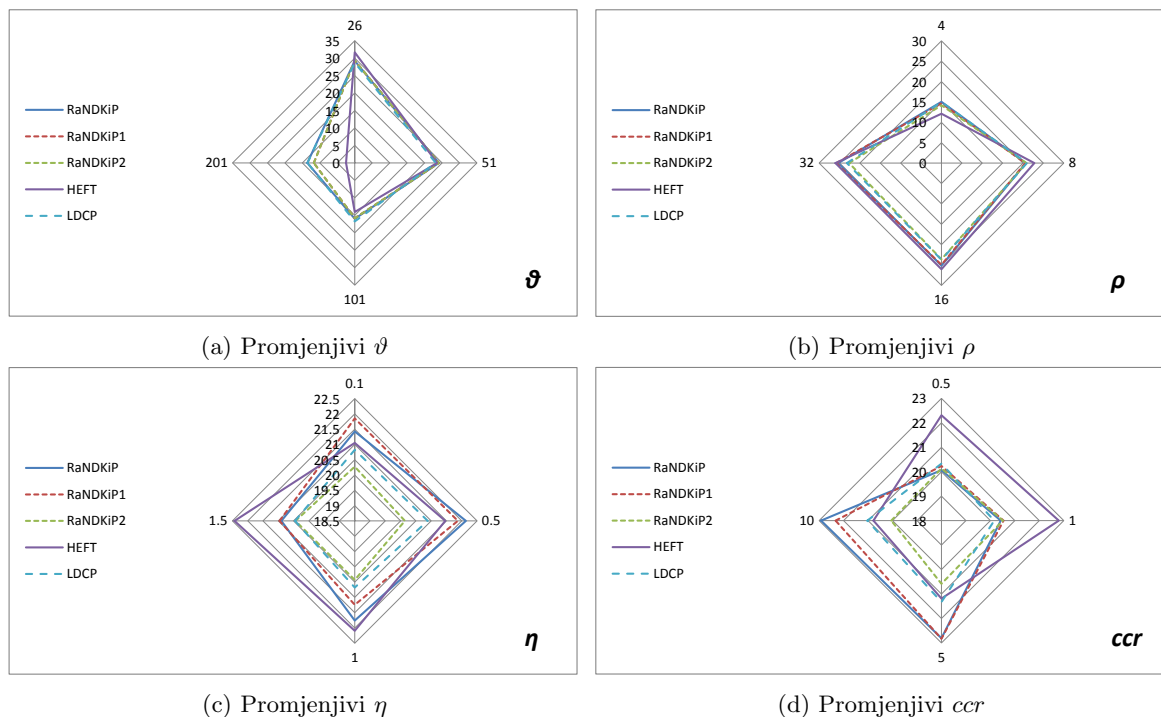 26
35
30
25
20
15
10
5
0
RaNDKiP
RaNDKiP1
RaNDKiP2
HEFT
LDCP
201
51
101
ϑ
(a) Promjenjivi ϑ
4
30
25
20
15
10
5
0
RaNDKiP
RaNDKiP1
RaNDKiP2
HEFT
LDCP
32
8
16
ρ
(b) Promjenjivi ρ
0.1
22.5
22
21.5
21
20.5
20
19.5
19
18.5
RaNDKiP
RaNDKiP1
RaNDKiP2
HEFT
LDCP
1.5
0.5
1
η
(c) Promjenjivi η
0.5
23
22
21
20
19
18
RaNDKiP
RaNDKiP1
RaNDKiP2
HEFT
LDCP
10
1
5
ccr
(d) Promjenjivi ccr